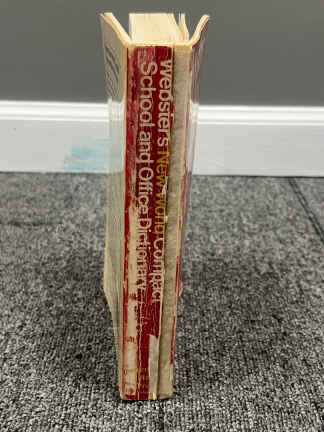 Webster's New World Compact
School and Office Dictionary